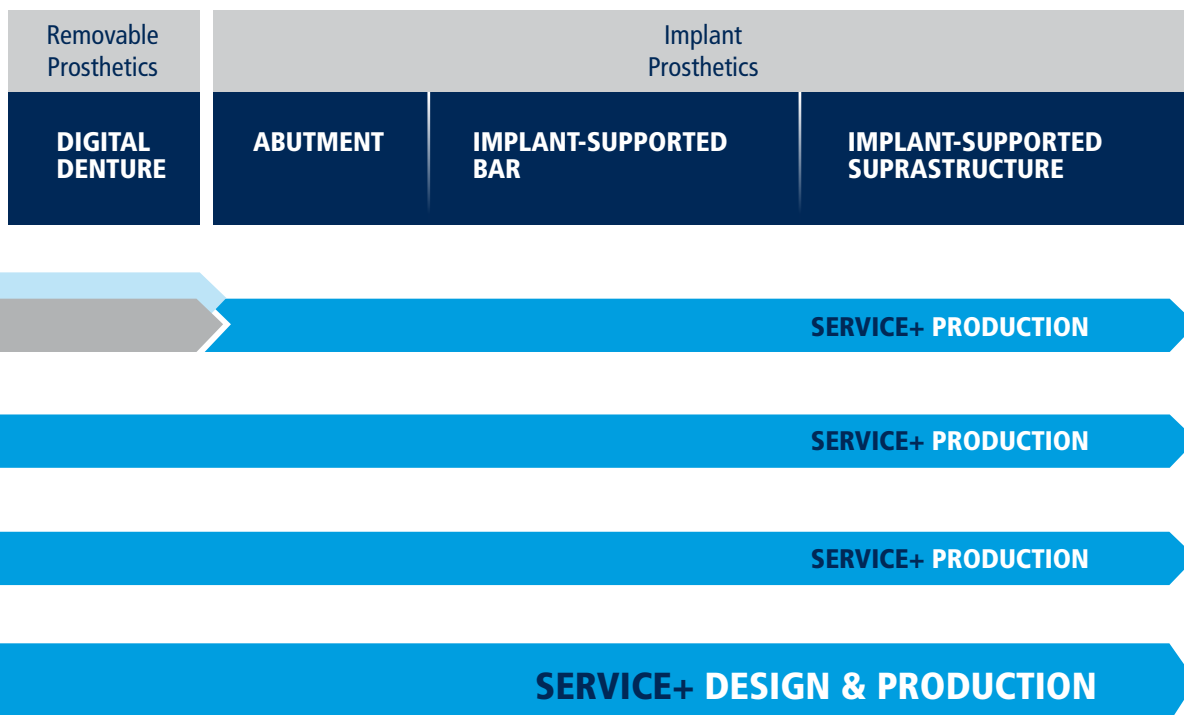 Removable
Prosthetics
Implant
Prosthetics
DIGITAL
DENTURE
ABUTMENT
IMPLANT-SUPPORTED
BAR
IMPLANT-SUPPORTED
SUPRASTRUCTURE
SERVICE+ PRODUCTION
SERVICE+ PRODUCTION
SERVICE+ PRODUCTION
SERVICE+ DESIGN & PRODUCTION